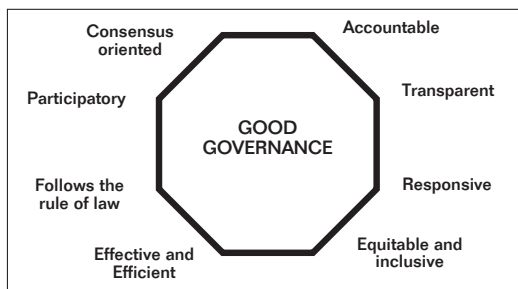 Consensus
oriented
Accountable
Participatory
Transparent
GOOD
GOVERNANCE
Follows the
rule of law
Responsive
Effective and
Efficient
Equitable and
inclusive